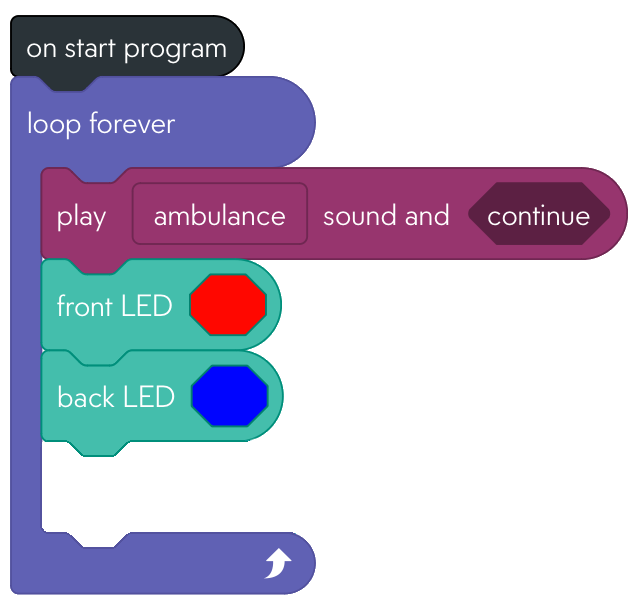 on start program
loop forever
play ambulance sound and continue
front LED
back LED